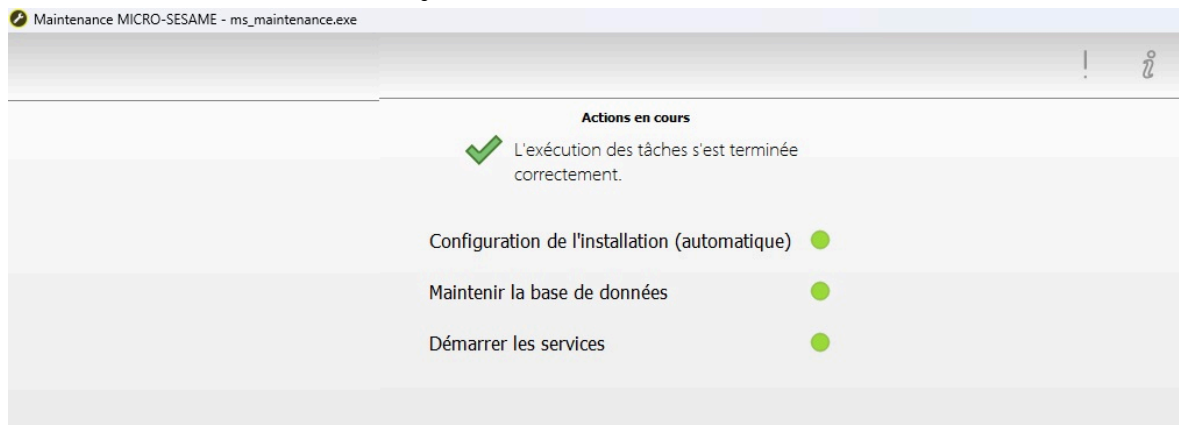 Maintenance MICRO-SESAME - ms_maintenance.exe
Actions en cours
L'exécution des tâches s'est terminée
correctement.
Configuration de l'installation (automatique)
Maintenir la base de données
Démarrer les services